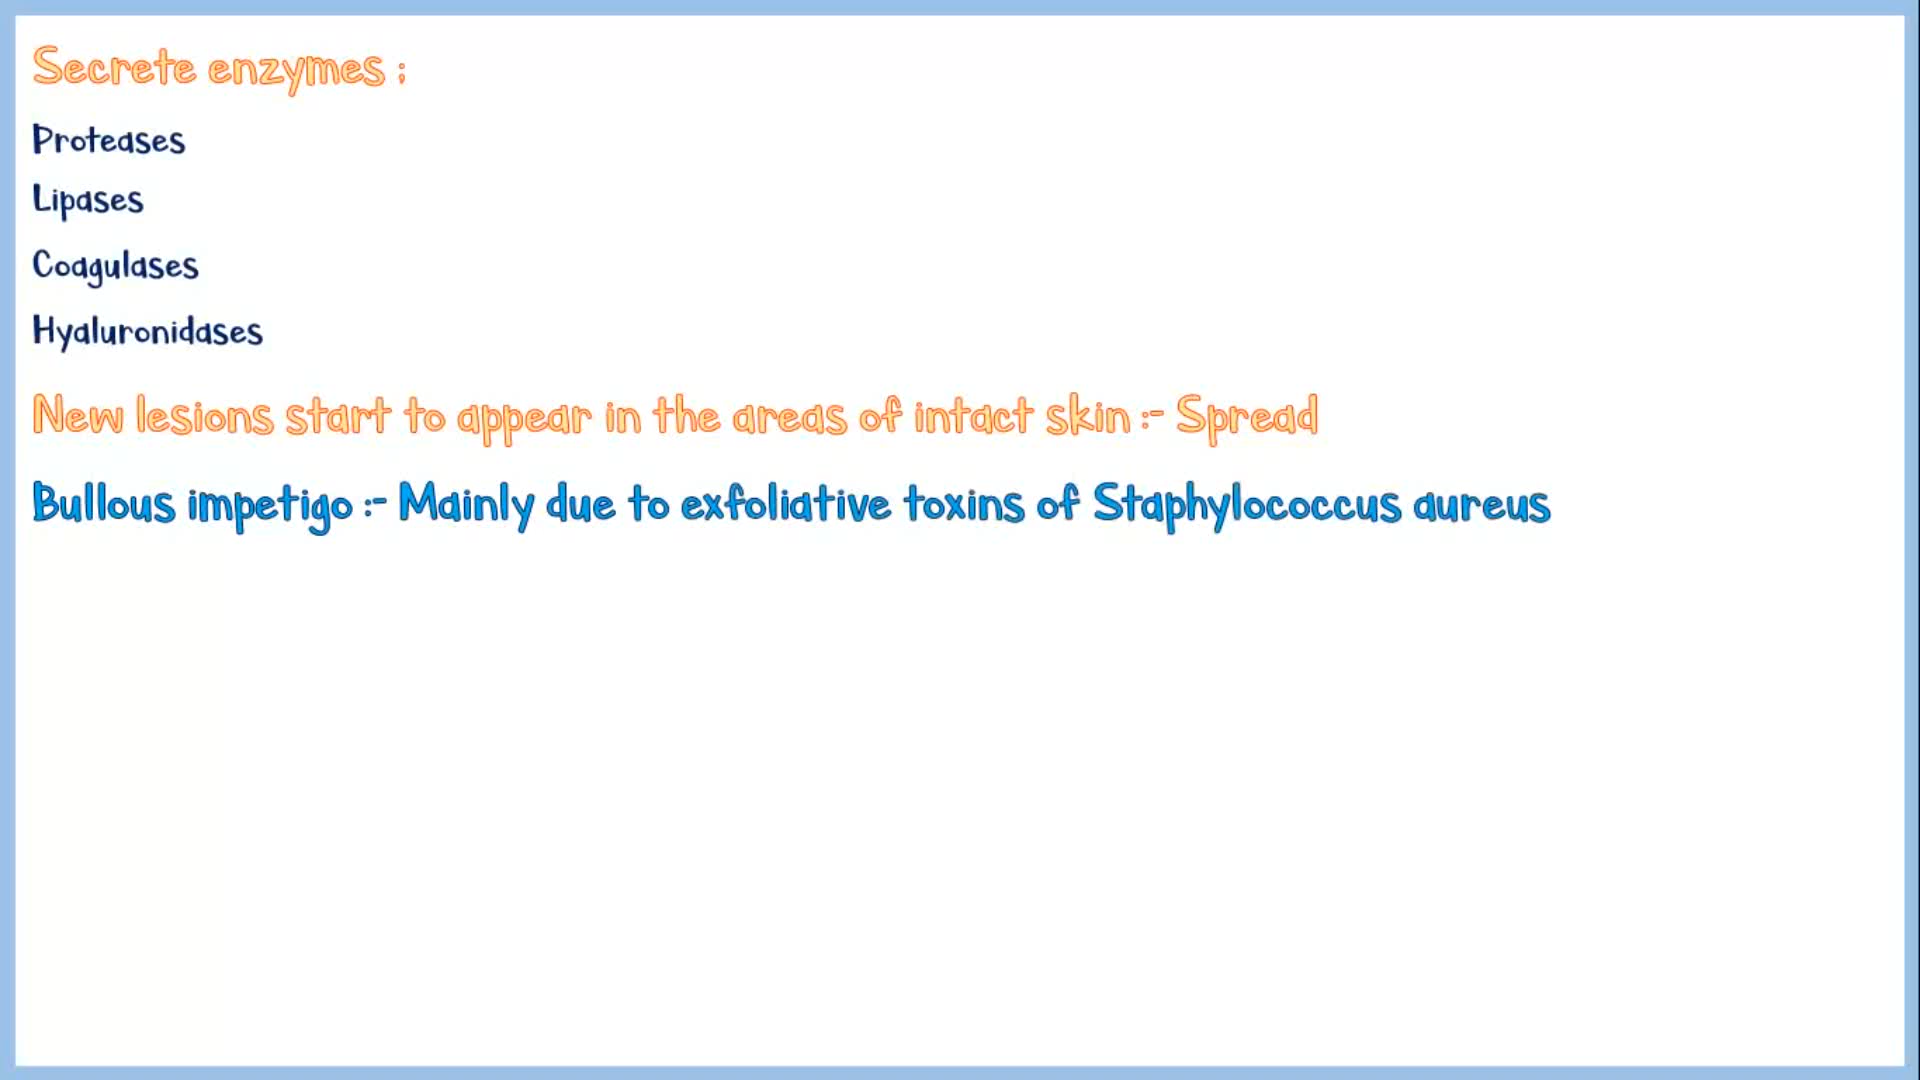 Secrete enzymes ;
Proteases
Lipases
Coagulases
Hyaluronidases
New lesions start to appear in the areas of intact skin :- Spread
Bullous impetigo :- Mainly due to exfoliative toxins of Staphylococcus aureus